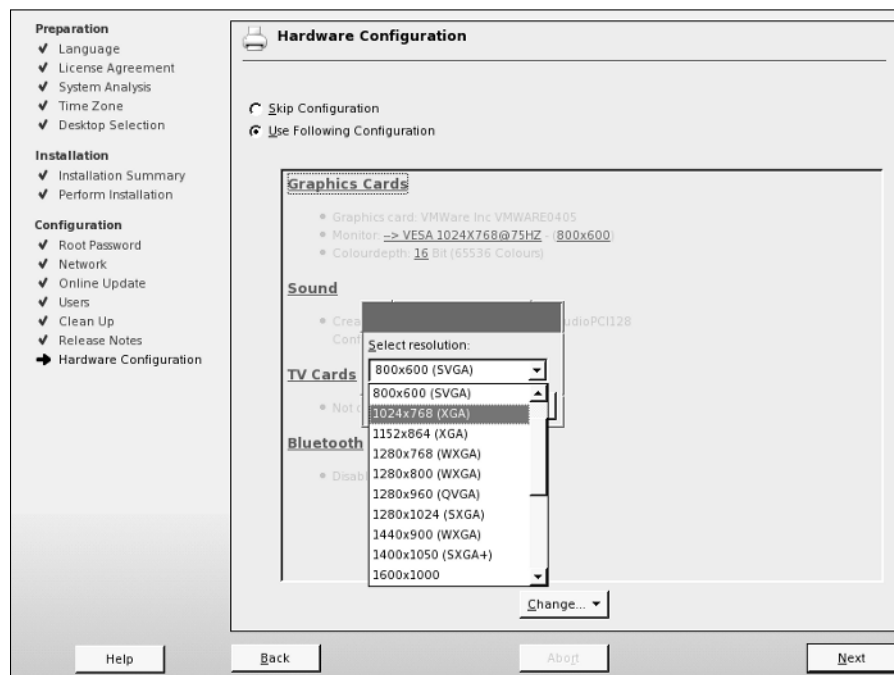 Preparation
Language
License Agreement
System Analysis
Time Zone
Desktop Selection
Installation
Installation Summary
Perform Installation
Configuration
Root Password
Network
Online Update
Users
Clean Up
Release Notes
Hardware Configuration
Hardware Configuration
Skip Configuration
Use Following Configuration
Graphics Cards
Graphics card: VMWare Inc VMWARE0405
Monitor: --> VESA 1024X768@75HZ - (800x600)
Colourdepth: 16 Bit (65536 Colours)
Sound
TV Cards
Bluetooth
Select resolution:
800x600 (SVGA)
800x600 (SVGA)
1024x768 (XGA)
1152x864 (XGA)
1280x768 (WXGA)
1280x800 (WXGA)
1280x960 (QVGA)
1280x1024 (SXGA)
1440x900 (WXGA)
1400x1050 (SXGA+)
1600x1000
Change...
Help
Back
Abort
Next